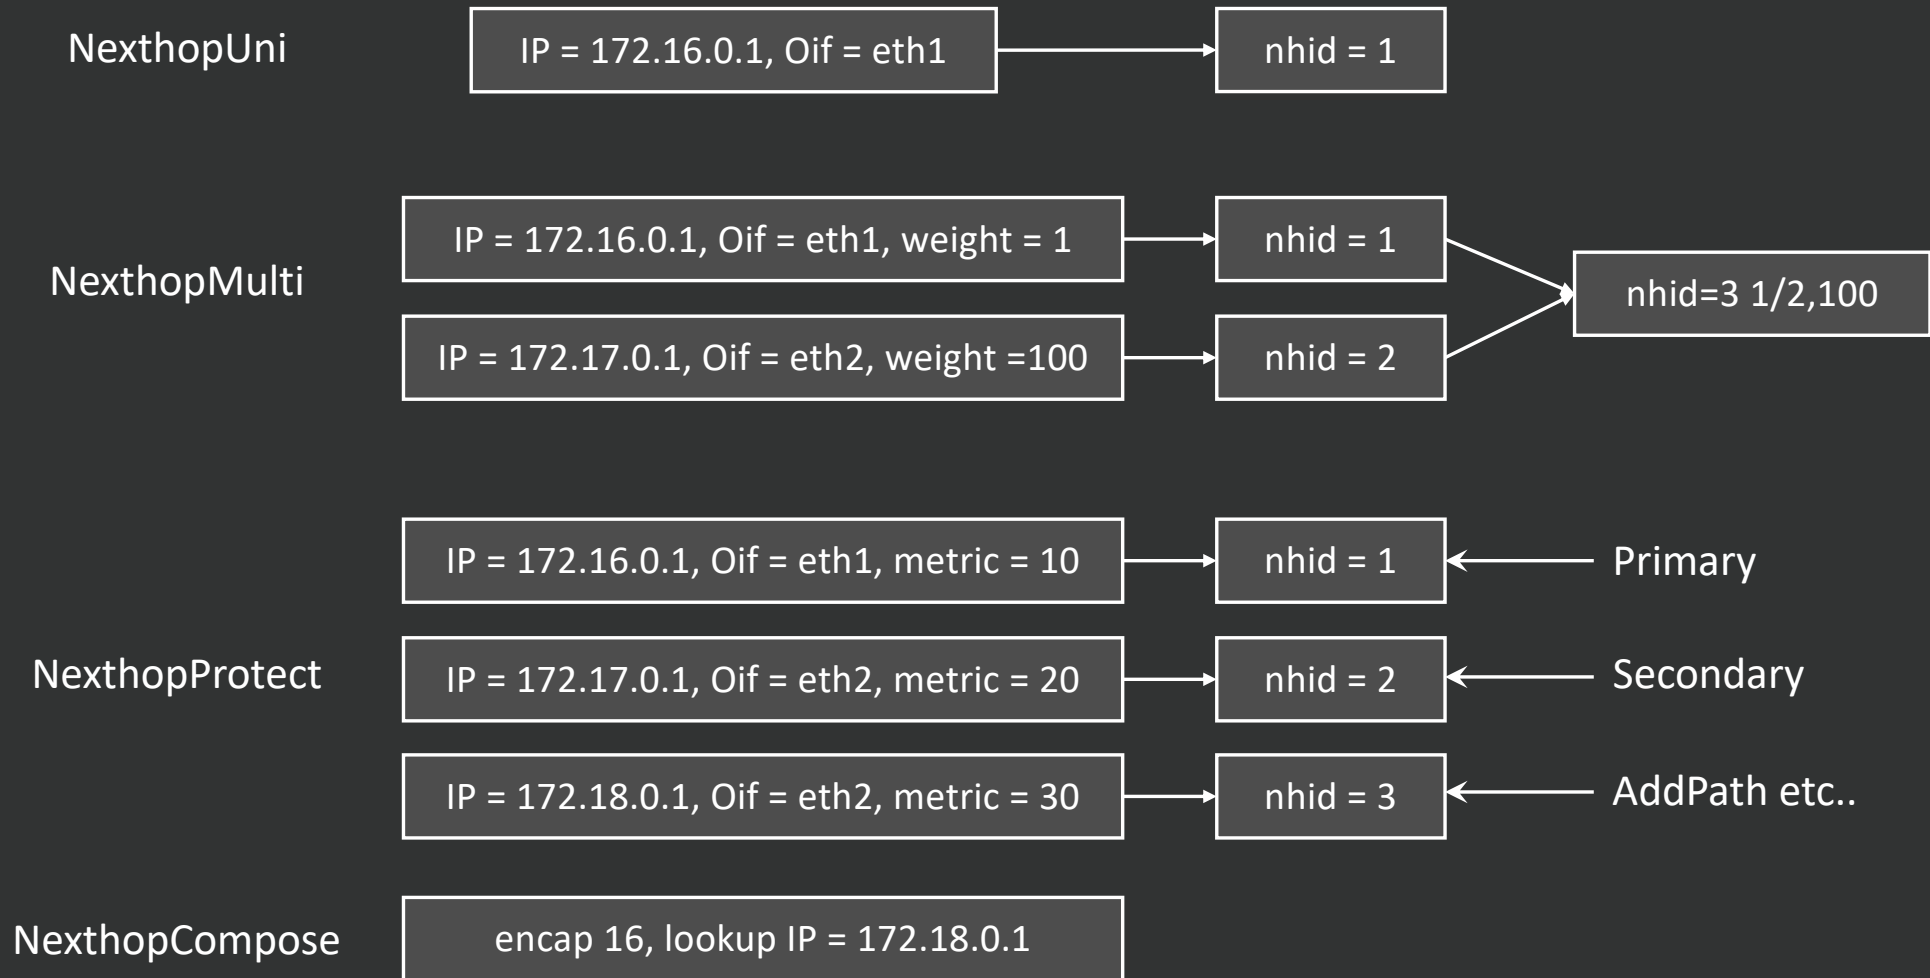 NexthopUni
IP = 172.16.0.1, Oif = eth1
nhid = 1
NexthopMulti
IP = 172.16.0.1, Oif = eth1, weight = 1
nhid = 1
IP = 172.17.0.1, Oif = eth2, weight =100
nhid = 2
nhid=3 1/2,100
NexthopProtect
IP = 172.16.0.1, Oif = eth1, metric = 10
nhid = 1
Primary
IP = 172.17.0.1, Oif = eth2, metric = 20
nhid = 2
Secondary
IP = 172.18.0.1, Oif = eth2, metric = 30
nhid = 3
AddPath etc..
NexthopCompose
encap 16, lookup IP = 172.18.0.1